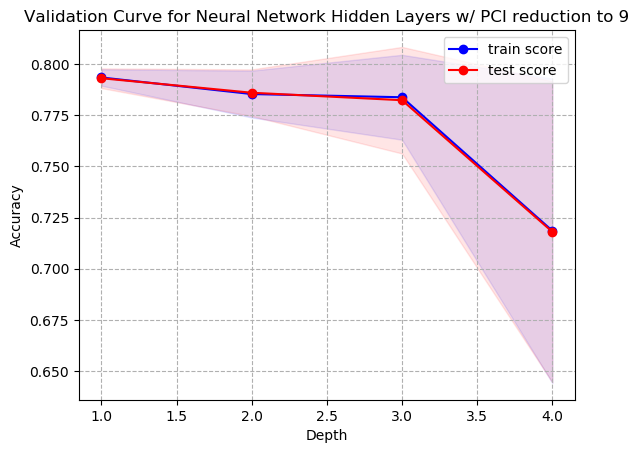 Validation Curve for Neural Network Hidden Layers w/ PCI reduction to 9
train score
test score
0.800
0.775
0.750
0.725
0.700
0.675
0.650
Accuracy
1.0 1.5 2.0 2.5 3.0 3.5 4.0
Depth